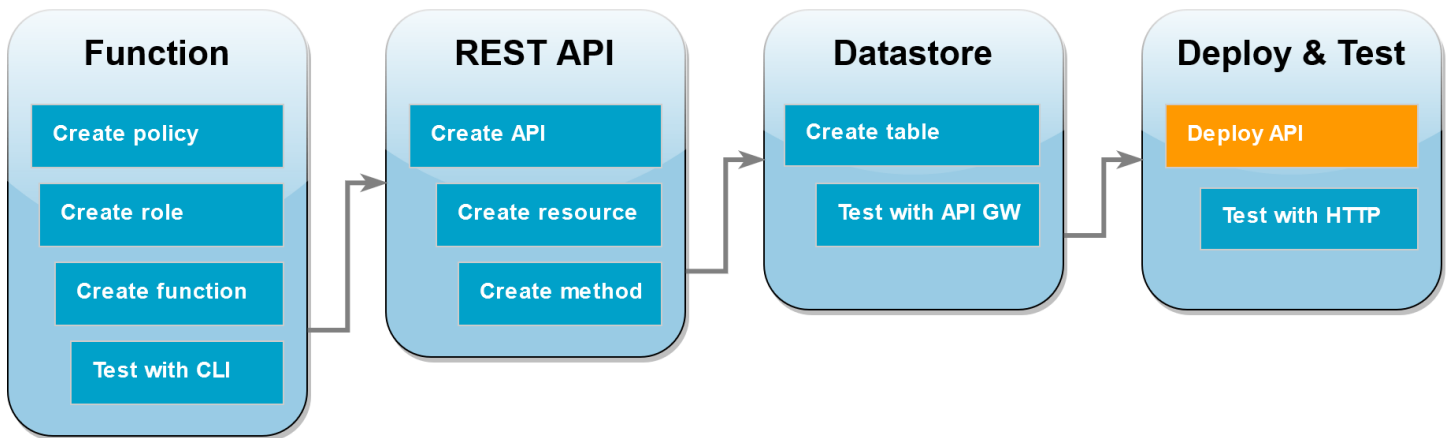 Function
Create policy
Create role
Create function
Test with CLI
REST API
Create API
Create resource
Create method
Datastore
Create table
Test with API GW
Deploy & Test
Deploy API
Test with HTTP